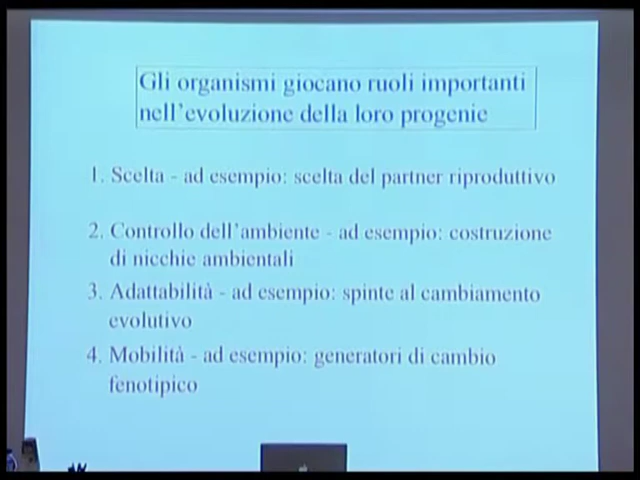 Gli organismi giocano ruoli importanti
nell'evoluzione della loro progenie
1. Scelta - ad esempio: scelta del partner riproduttivo
2. Controllo dell'ambiente - ad esempio: costruzione
di nicchie ambientali
3. Adattabilità - ad esempio: spinte al cambiamento
evolutivo
4. Mobilità - ad esempio: generatori di cambio
fenotipico